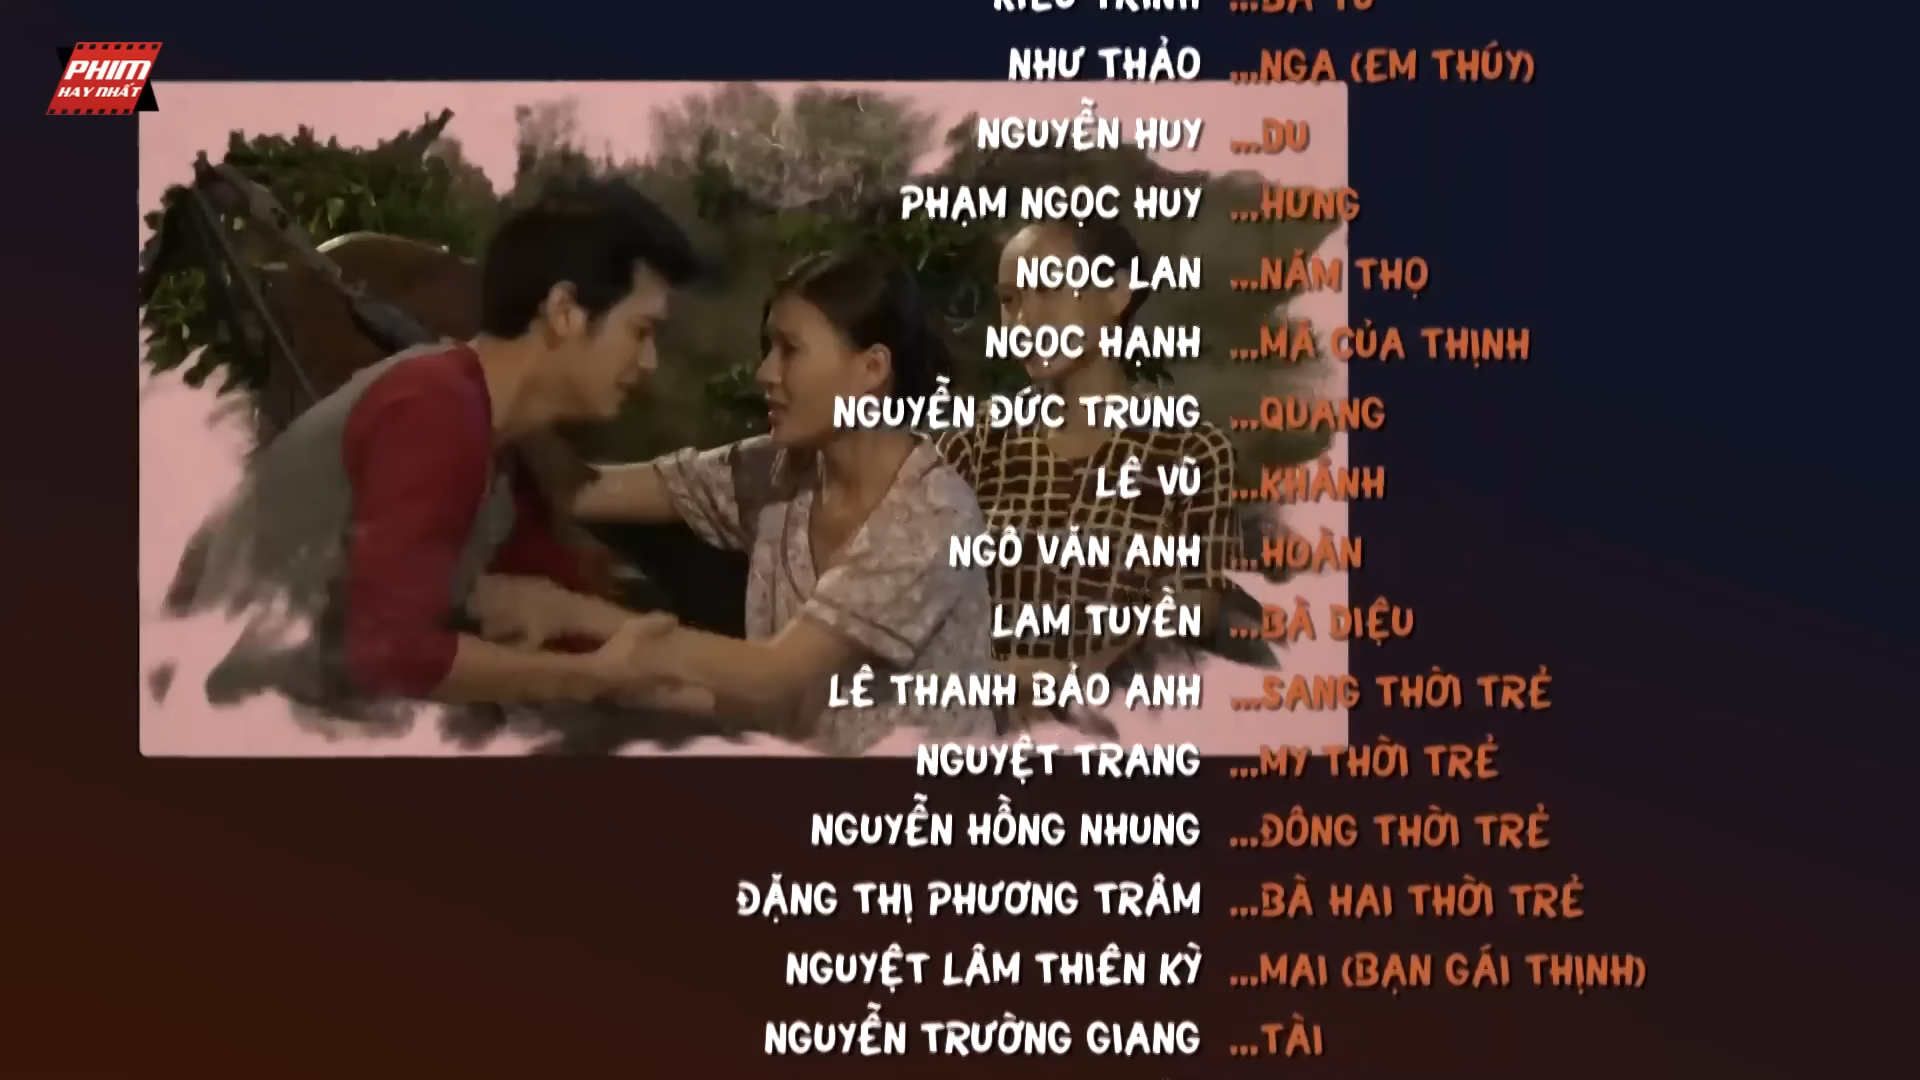 KIỀU TRINH ...BÀ TƯ
PHIM
HAY NHẤT
NHƯ THẢO ...NGA (EM THÚY)
NGUYỄN HUY ...DU
PHẠM NGỌC HUY ...HƯNG
NGỌC LAN ...NĂM THỌ
NGỌC HẠNH ...MÁ CỦA THỊNH
NGUYỄN ĐỨC TRUNG ...QUANG
LÊ VŨ ...KHÁNH
NGÔ VĂN ANH ...HOÀN
LAM TUYỀN ...BÀ DIỆU
LÊ THANH BẢO ANH ...SANG THỜI TRẺ
NGUYỆT TRANG ...MY THỜI TRẺ
NGUYỄN HỒNG NHUNG ...ĐÔNG THỜI TRẺ
ĐẶNG THỊ PHƯƠNG TRÂM ...BÀ HAI THỜI TRẺ
NGUYỆT LÂM THIÊN KỲ ...MAI (BẠN GÁI THỊNH)
NGUYỄN TRƯỜNG GIANG ...TÀI